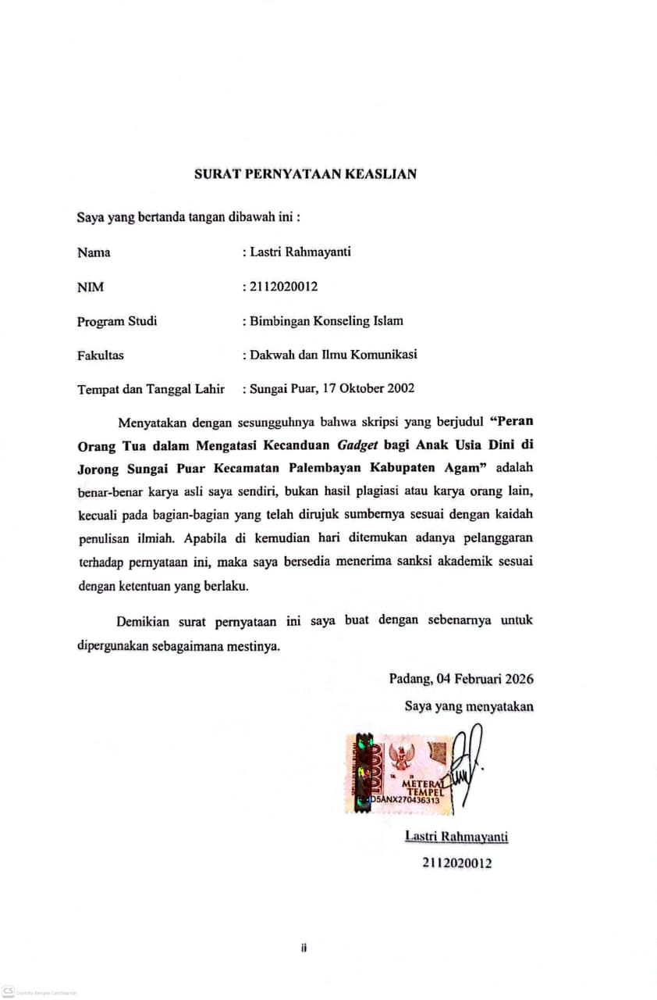 SURAT PERNYATAAN KEASLIAN
Saya yang bertanda tangan dibawah ini :
Nama : Lastri Rahmayanti
NIM : 2112020012
Program Studi : Bimbingan Konseling Islam
Fakultas : Dakwah dan Ilmu Komunikasi
Tempat dan Tanggal Lahir : Sungai Puar, 17 Oktober 2002
Menyatakan dengan sesungguhnya bahwa skripsi yang berjudul “Peran
Orang Tua dalam Mengatasi Kecanduan Gadget bagi Anak Usia Dini di
Jorong Sungai Puar Kecamatan Palembayan Kabupaten Agam” adalah
benar-benar karya asli saya sendiri, bukan hasil plagiasi atau karya orang lain,
kecuali pada bagian-bagian yang telah dirujuk sumbernya sesuai dengan kaidah
penulisan ilmiah. Apabila di kemudian hari ditemukan adanya pelanggaran
terhadap pernyataan ini, maka saya bersedia menerima sanksi akademik sesuai
dengan ketentuan yang berlaku.
Demikian surat pernyataan ini saya buat dengan sebenarnya untuk
dipergunakan sebagaimana mestinya.
Padang, 04 Februari 2026
Saya yang menyatakan
10000
METERAI
TEMPEL
D5ANX270436313
Lastri Rahmayanti
2112020012
ii
CS Dipindai dengan CamScanner